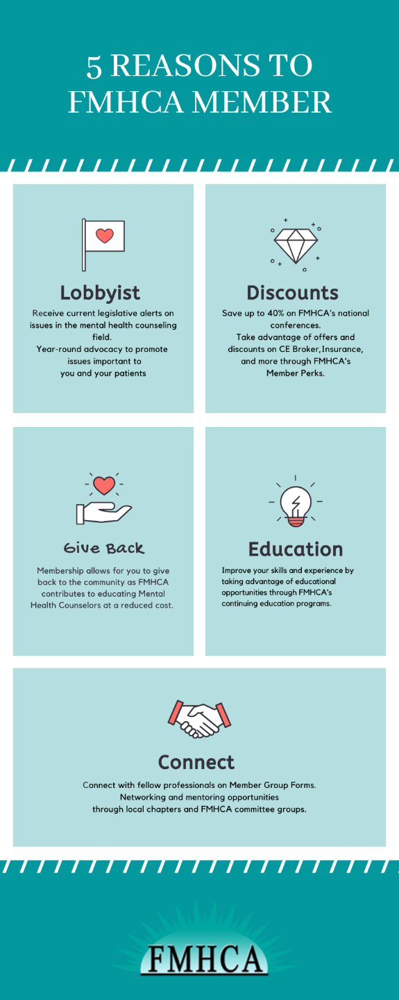 5 REASONS TO
FMHCA MEMBER
Lobbyist
Receive current legislative alerts on
issues in the mental health counseling
field.
Year-round advocacy to promote
issues important to
you and your patients
Discounts
Save up to 40% on FMHCA's national
conferences.
Take advantage of offers and
discounts on CE Broker, Insurance,
and more through FMHCA's
Member Perks.
Give Back
Membership allows for you to give
back to the community as FMHCA
contributes to educating Mental
Health Counselors at a reduced cost.
Education
Improve your skills and experience by
taking advantage of educational
opportunities through FMHCA's
continuing education programs.
Connect
Connect with fellow professionals on Member Group Forms.
Networking and mentoring opportunities
through local chapters and FMHCA committee groups.
FMHCA